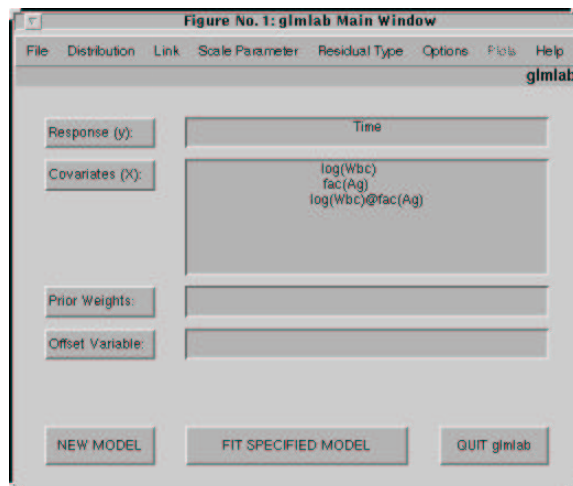 Figure No. 1: glmlab Main Window
File Distribution Link Scale Parameter Residual Type Options Plots Help
glmlab
Response (y): Time
Covariates (X): log(Wbc)
fac(Ag)
log(Wbc)@fac(Ag)
Prior Weights:
Offset Variable:
NEW MODEL FIT SPECIFIED MODEL QUIT glmlab